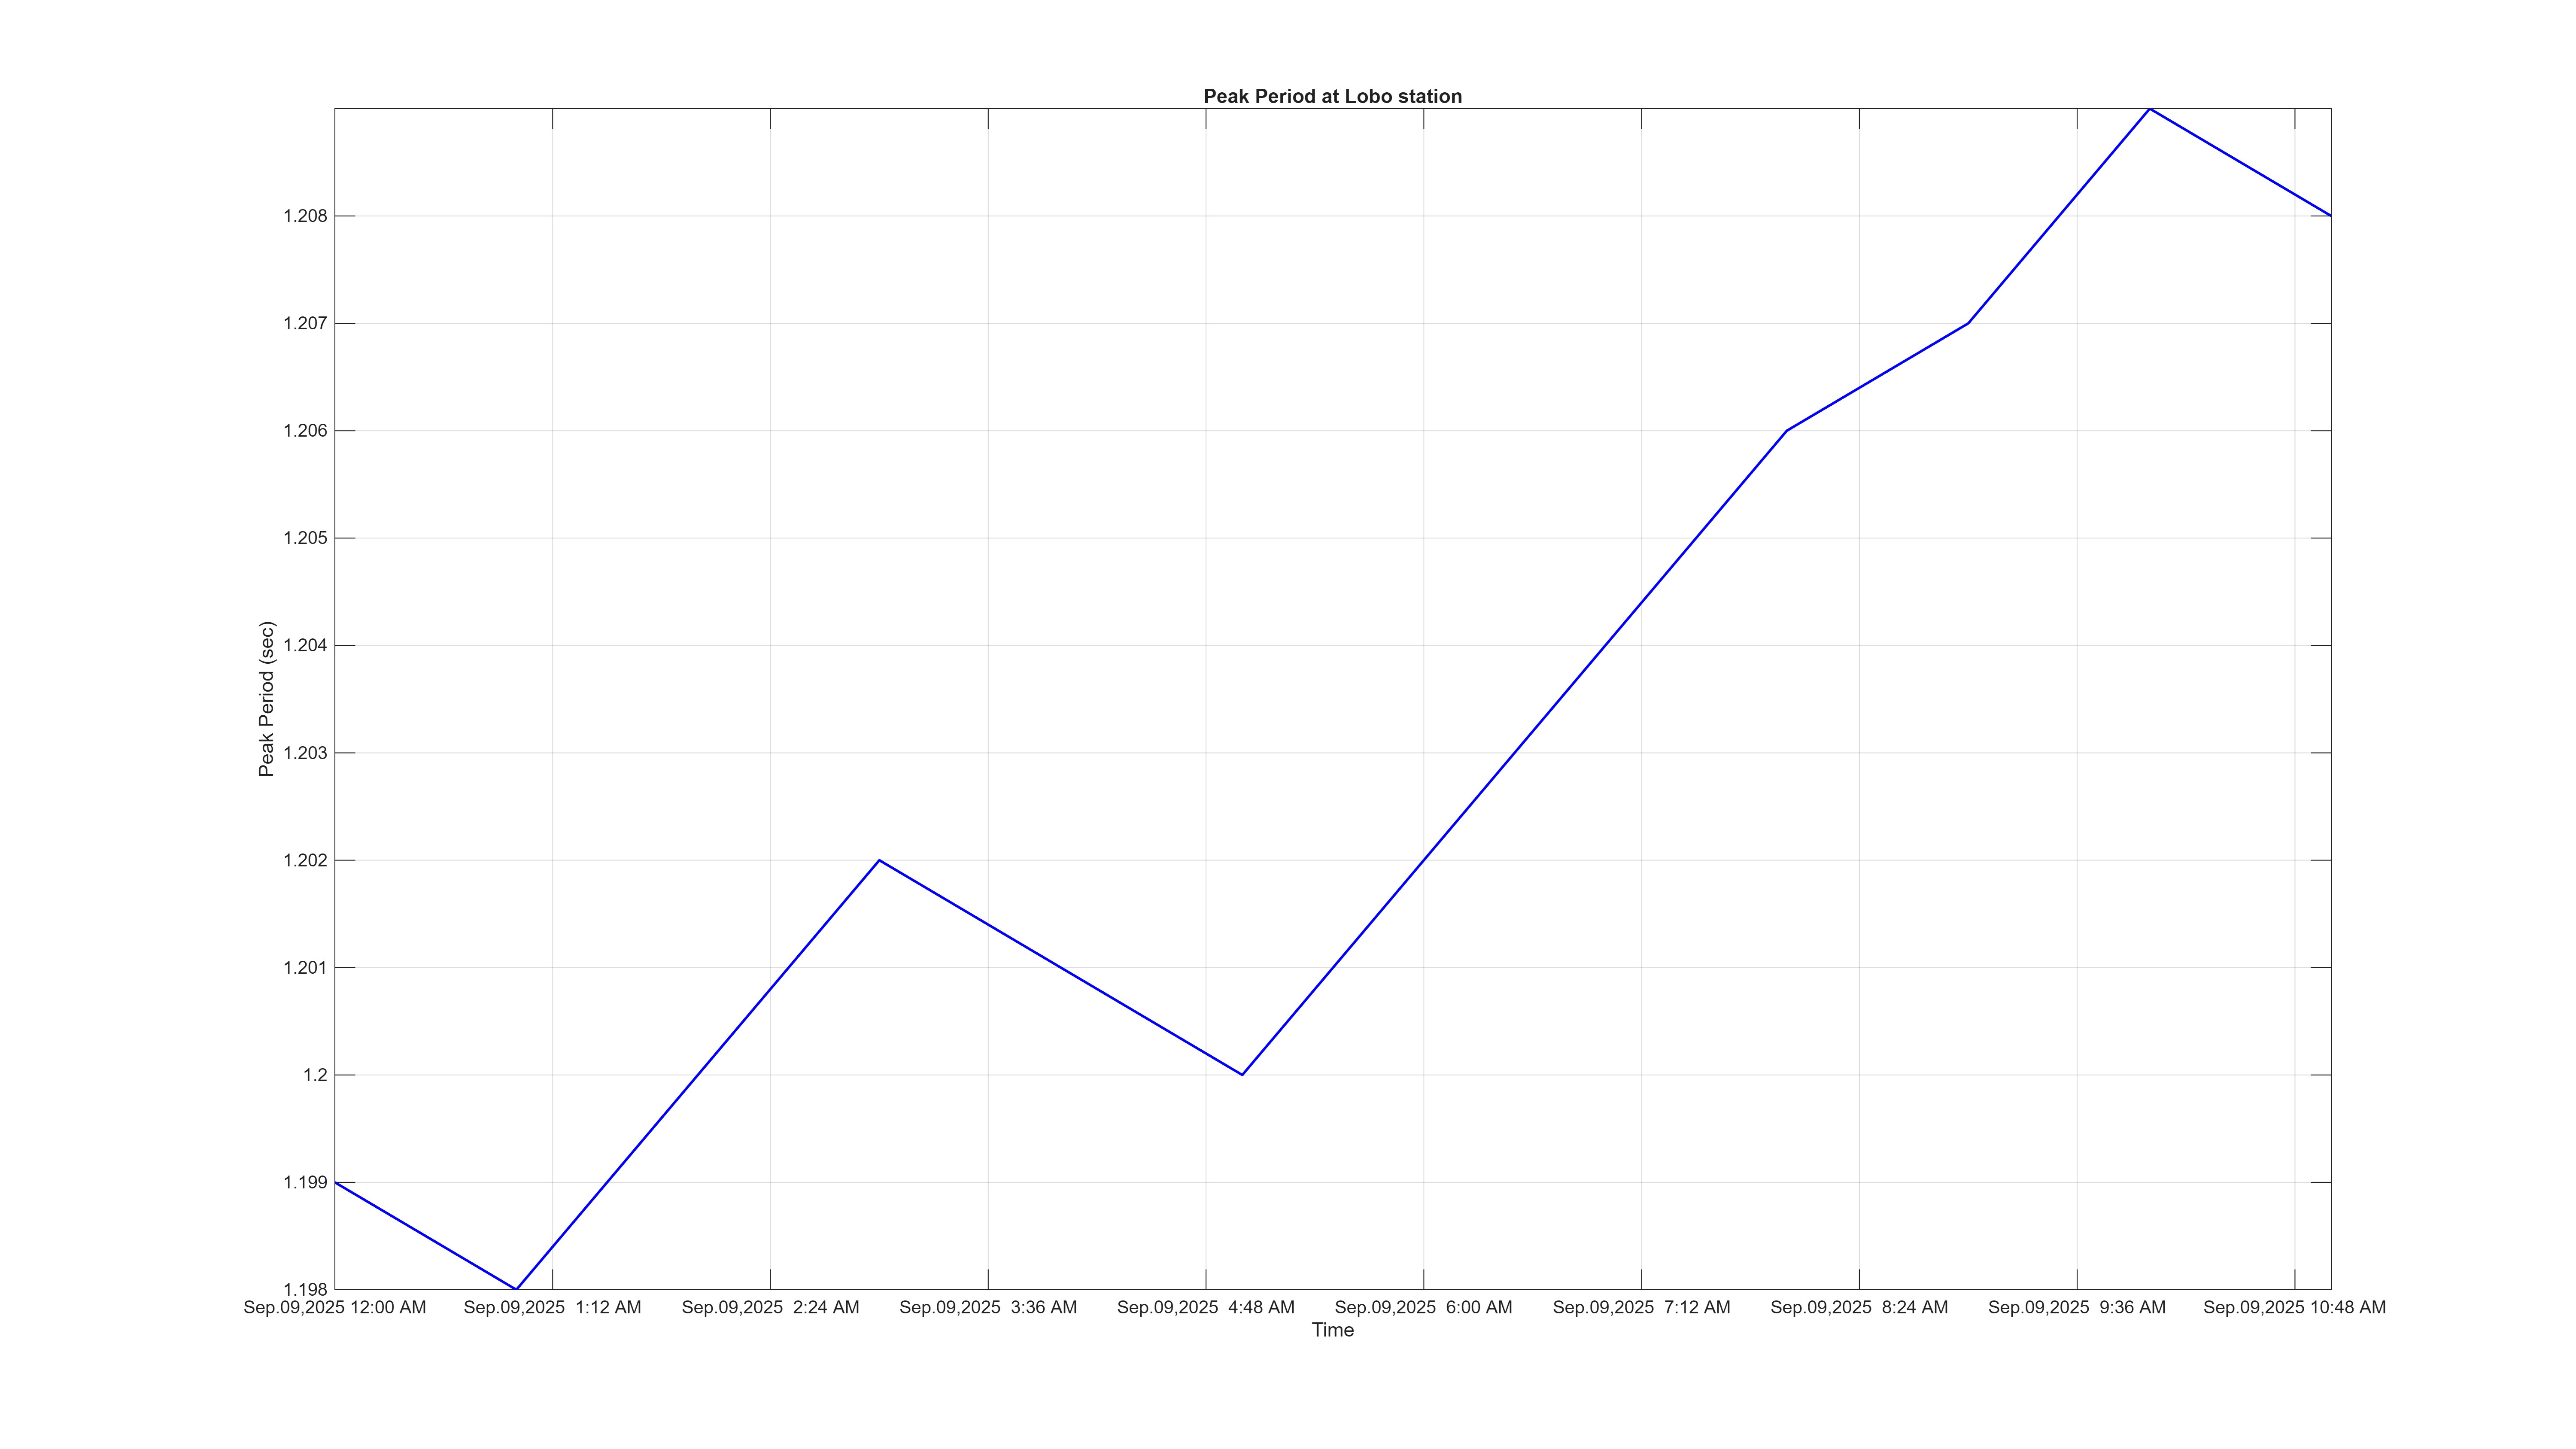 Peak Period at Lobo station
1.208
1.207
1.206
1.205
1.204
1.203
1.202
1.201
1.2
1.199
1.198
Peak Period (sec)
Sep.09,2025 12:00 AM Sep.09,2025  1:12 AM Sep.09,2025  2:24 AM Sep.09,2025  3:36 AM Sep.09,2025  4:48 AM Sep.09,2025  6:00 AM Sep.09,2025  7:12 AM Sep.09,2025  8:24 AM Sep.09,2025  9:36 AM Sep.09,2025 10:48 AM
Time